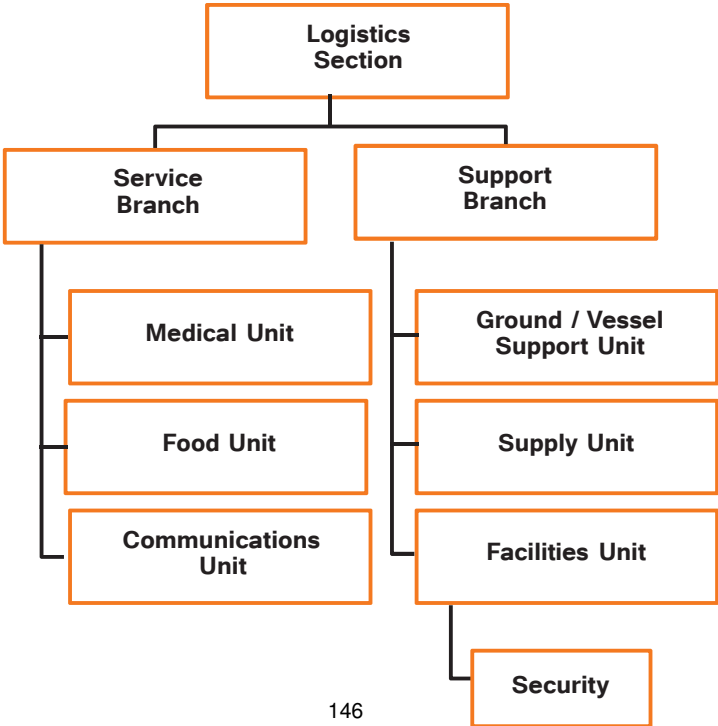 Logistics
Section
Service
Branch
Support
Branch
Medical Unit
Ground / Vessel
Support Unit
Food Unit
Supply Unit
Communications
Unit
Facilities Unit
Security
146